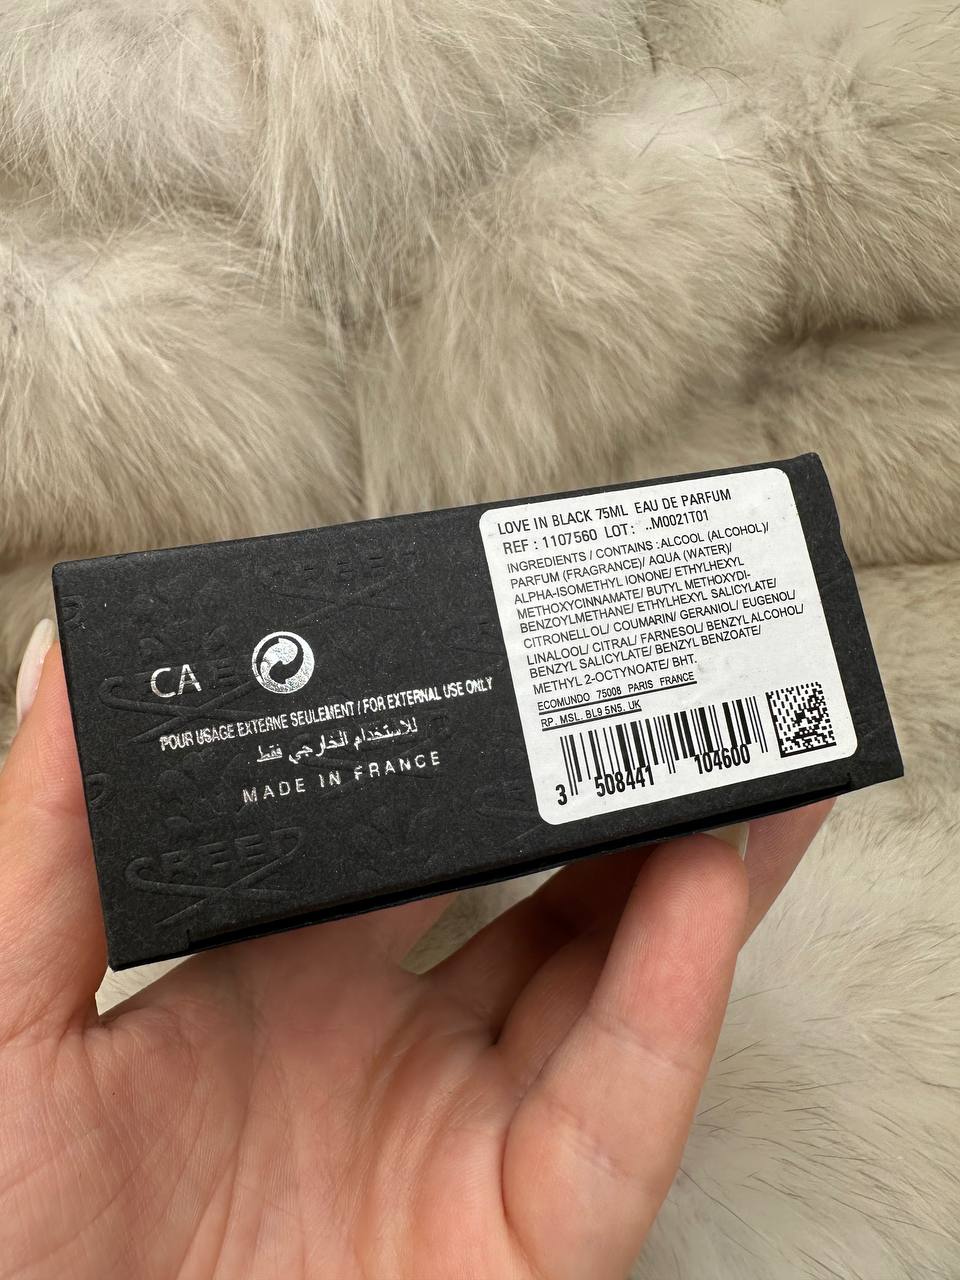 CA
POUR USAGE EXTERNE SEULEMENT / FOR EXTERNAL USE ONLY
للاستخدام الخارجي فقط.
MADE IN FRANCE
CREED
LOVE IN BLACK 75ML EAU DE PARFUM
REF : 1107560 LOT: ..M0021T01
INGREDIENTS / CONTAINS : ALCOOL (ALCOHOL)/
PARFUM (FRAGRANCE)/ AQUA (WATER)/
ALPHA-ISOMETHYL IONONE/ ETHYLHEXYL
METHOXYCINNAMATE/ BUTYL METHOXYDI-
BENZOYLMETHANE/ ETHYLHEXYL SALICYLATE/
CITRONELLOL/ COUMARIN/ GERANIOL/ EUGENOL/
LINALOOL/ CITRAL/ FARNESOL/ BENZYL ALCOHOL/
BENZYL SALICYLATE/ BENZYL BENZOATE/
METHYL 2-OCTYNOATE/ BHT.
ECOMUNDO 75008 PARIS FRANCE
RP. MSL. BL9 5N5. UK
3 508441 104600